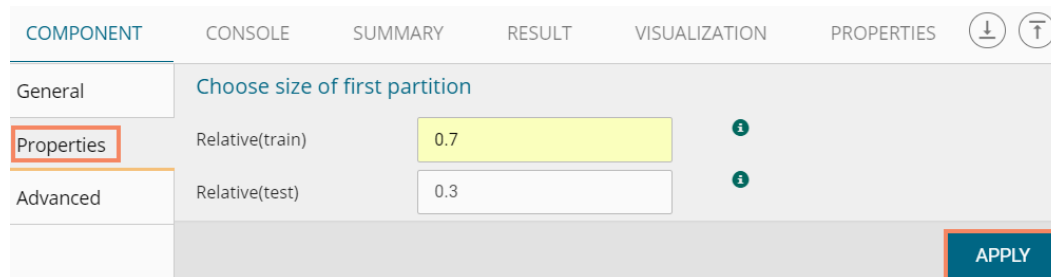 COMPONENT CONSOLE SUMMARY RESULT VISUALIZATION PROPERTIES
General
Choose size of first partition
Properties
Relative(train) 0.7
Advanced
Relative(test) 0.3
APPLY